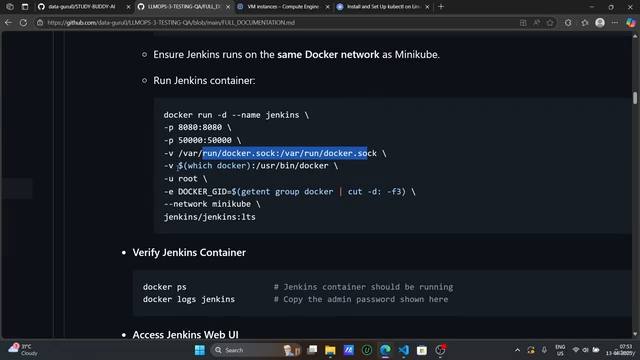 data-guru0/STUDY-BUDDY-AI
LLMOPS-3-TESTING-QA/FULL_DOCU
VM instances – Compute Engine
Install and Set Up kubectl on Linux
https://github.com/data-guru0/LLMOPS-3-TESTING-QA/blob/main/FULL_DOCUMENTATION.md
Ensure Jenkins runs on the same Docker network as Minikube.
Run Jenkins container:
docker run -d --name jenkins \
-p 8080:8080 \
-p 50000:50000 \
-v /var/run/docker.sock:/var/run/docker.sock \
-v $(which docker):/usr/bin/docker \
-u root \
-e DOCKER_GID=$(getent group docker | cut -d: -f3) \
--network minikube \
jenkins/jenkins:lts
Verify Jenkins Container
docker ps # Jenkins container should be running
docker logs jenkins # Copy the admin password shown here
Access Jenkins Web UI
31°C
Cloudy
Search
ENG
US
07:53